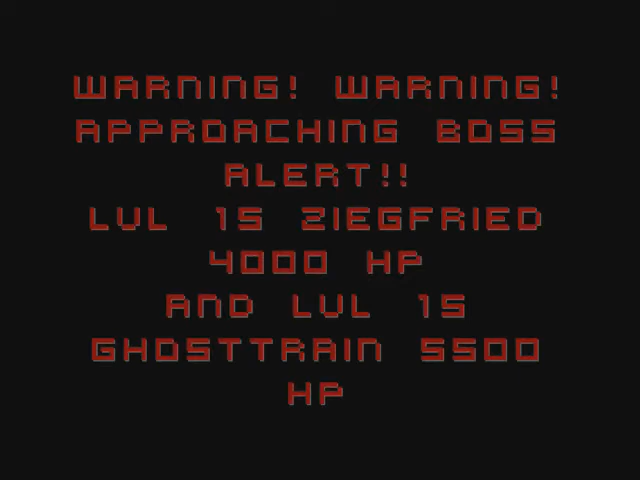 WARNING! WARNING!
APPROACHING BOSS
ALERT!!
LVL 15 ZIEGFRIED
4000 HP
AND LVL 15
GHOSTTRAIN 5500
HP